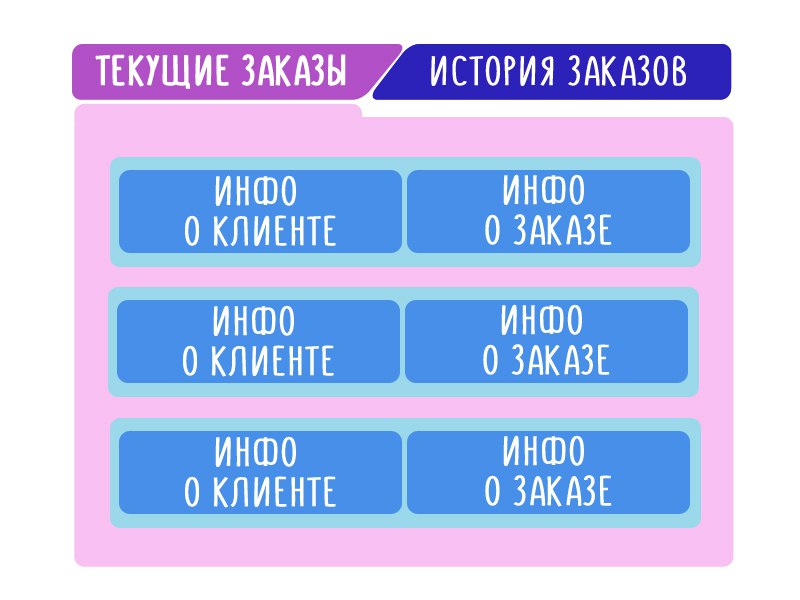 ТЕКУЩИЕ ЗАКАЗЫ
ИСТОРИЯ ЗАКАЗОВ
ИНФО
О КЛИЕНТЕ
ИНФО
О ЗАКАЗЕ
ИНФО
О КЛИЕНТЕ
ИНФО
О ЗАКАЗЕ
ИНФО
О КЛИЕНТЕ
ИНФО
О ЗАКАЗЕ